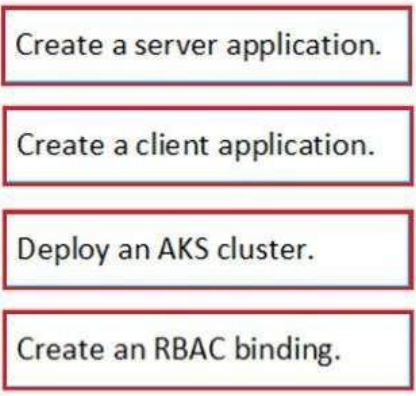 Create a server application.
Create a client application.
Deploy an AKS cluster.
Create an RBAC binding.